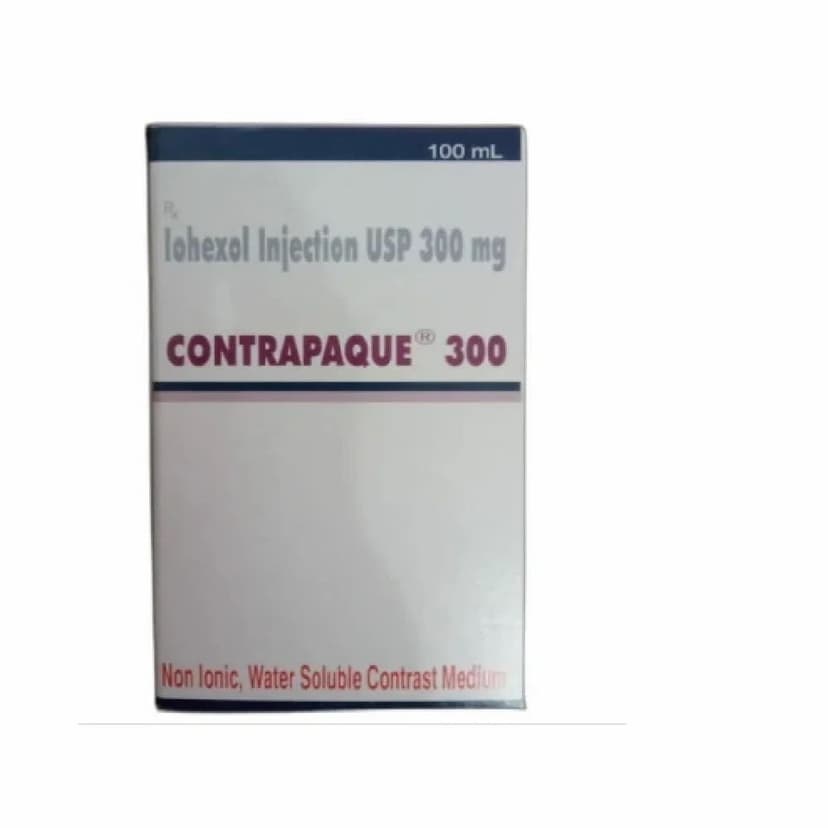 100 mL
Rx
Iohexol Injection USP 300 mg
CONTRAPAQUE® 300
Non Ionic, Water Soluble Contrast Medium